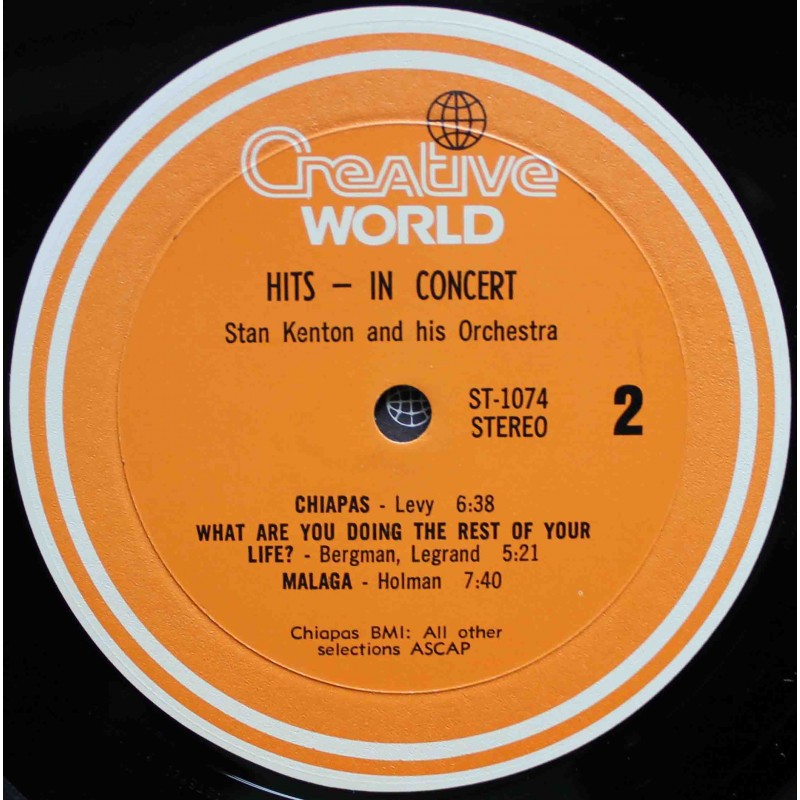 Creative
WORLD
HITS – IN CONCERT
Stan Kenton and his Orchestra
ST-1074
STEREO
2
CHIAPAS - Levy 6:38
WHAT ARE YOU DOING THE REST OF YOUR
LIFE? - Bergman, Legrand 5:21
MALAGA - Holman 7:40
Chiapas BMI: All other
selections ASCAP